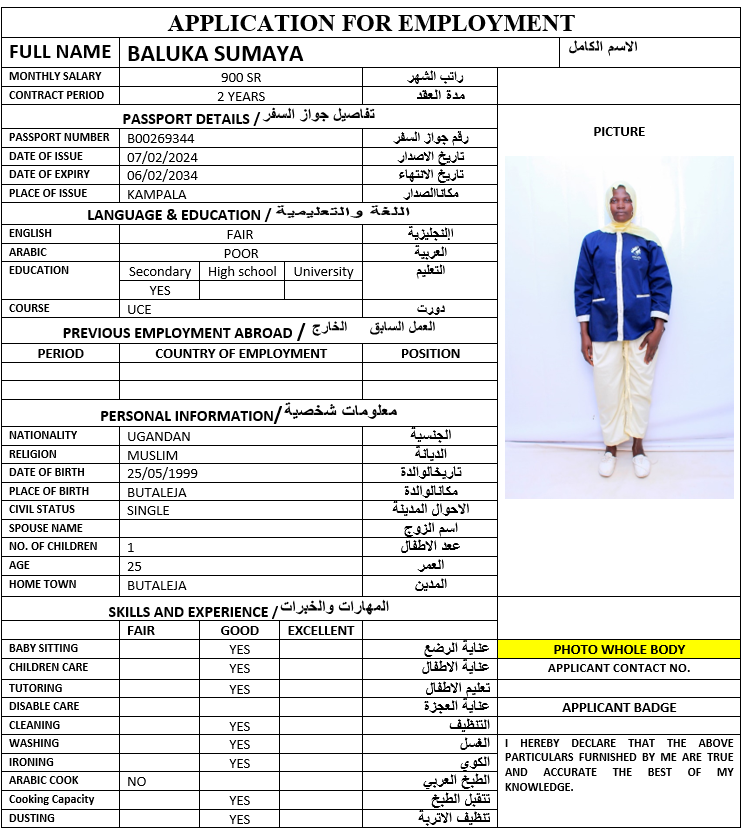 APPLICATION FOR EMPLOYMENT
FULL NAME BALUKA SUMAYA الاسم الكامل
MONTHLY SALARY 900 SR راتب الشهر
CONTRACT PERIOD 2 YEARS مدة العقد
PASSPORT DETAILS / تفاصيل جواز السفر
PICTURE
PASSPORT NUMBER B00269344 رقم جواز السفر
DATE OF ISSUE 07/02/2024 تاريخ الاصدار
DATE OF EXPIRY 06/02/2034 تاريخ الانتهاء
PLACE OF ISSUE KAMPALA مكاناالصدار
LANGUAGE & EDUCATION / اللغة والتعليمية
ENGLISH FAIR اإلنجليزية
ARABIC POOR العربية
EDUCATION Secondary High school University التعليم
YES
COURSE UCE دورت
PREVIOUS EMPLOYMENT ABROAD / العمل السابق الخارج
PERIOD COUNTRY OF EMPLOYMENT POSITION
PERSONAL INFORMATION/ معلومات شخصية
NATIONALITY UGANDAN الجنسية
RELIGION MUSLIM الديانة
DATE OF BIRTH 25/05/1999 تاريخالوالدة
PLACE OF BIRTH BUTALEJA مكانالوالدة
CIVIL STATUS SINGLE الاحوال المدينة
SPOUSE NAME اسم الزوج
NO. OF CHILDREN 1 عدد الاطفال
AGE 25 العمر
HOME TOWN BUTALEJA المدين
SKILLS AND EXPERIENCE / المهارات والخبرات
FAIR GOOD EXCELLENT
BABY SITTING YES عناية الرضع
PHOTO WHOLE BODY
CHILDREN CARE YES عناية الاطفال
APPLICANT CONTACT NO.
TUTORING YES تعليم الاطفال
DISABLE CARE عناية العجزة
APPLICANT BADGE
CLEANING YES التنظيف
WASHING YES الغسل
IRONING YES الكوي
ARABIC COOK NO الطبخ العربي
Cooking Capacity YES تتقبل الطبخ
DUSTING YES تنظيف الاتربة
I HEREBY DECLARE THAT THE ABOVE
PARTICULARS FURNISHED BY ME ARE TRUE
AND ACCURATE THE BEST OF MY
KNOWLEDGE.